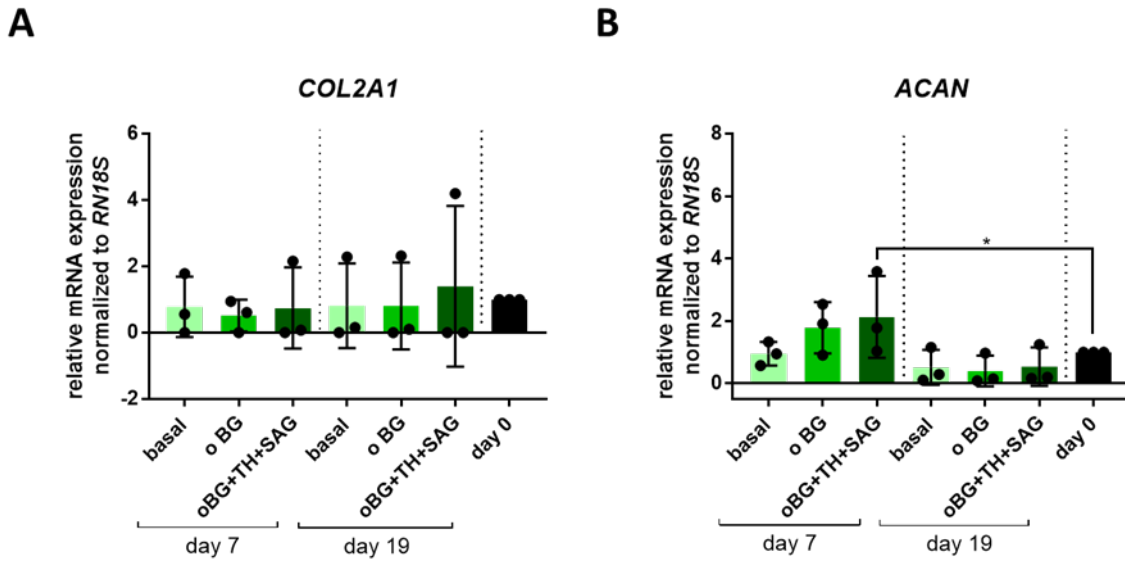 A
COL2A1
relative mRNA expression
normalized to RN18S
6
4
2
0
-2
basal
o BG
oBG+TH+SAG
basal
o BG
oBG+TH+SAG
day 0
day 7
day 19
B
ACAN
relative mRNA expression
normalized to RN18S
8
6
4
2
0
*
basal
o BG
oBG+TH+SAG
basal
o BG
oBG+TH+SAG
day 0
day 7
day 19